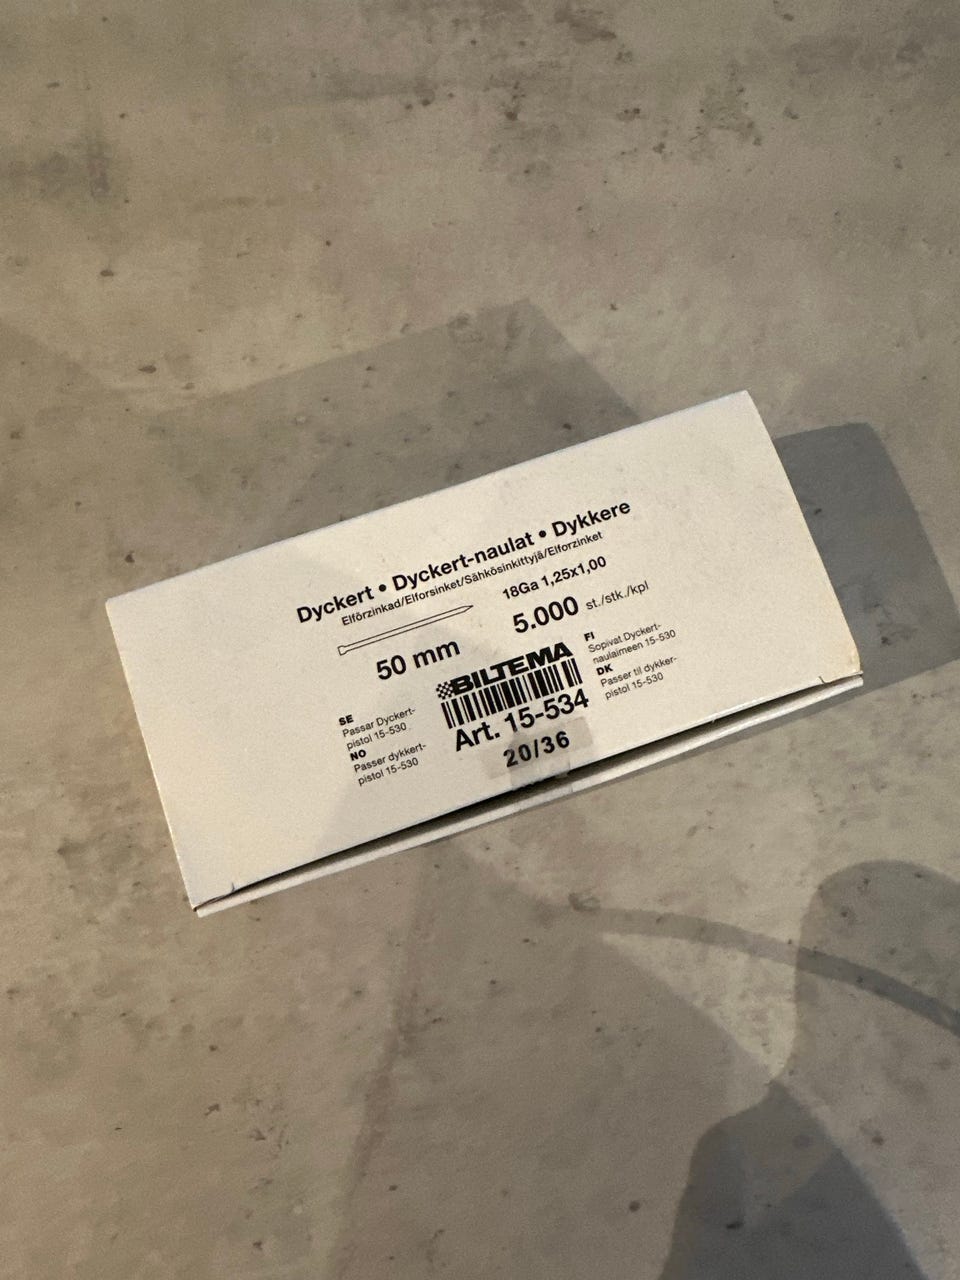 Dyckert • Dyckert-naulat • Dykkere
Elförzinkad/Elforsinket/Sähkösinkittyjä/Elforzinket
18Ga 1,25x1,00
50 mm
5.000 st./stk./kpl
BILTEMA
Art. 15-534
20/36
SE
Passar Dyckert-
pistol 15-530
NO
Passer dykkert-
pistol 15-530
FI
Sopivat Dyckert-
naulaimeen 15-530
DK
Passer til dykker-
pistol 15-530